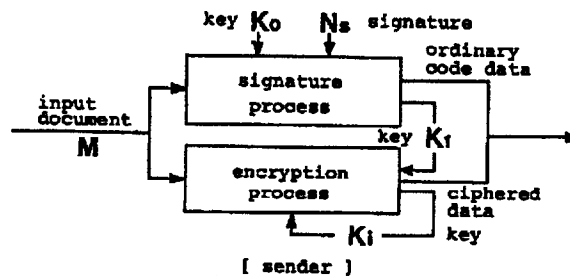 key K₀ Nₛ signature
ordinary
code data
signature
process
input
document
M
key K₁
encryption
process
ciphered
data
Kᵢ key
[ sender ]